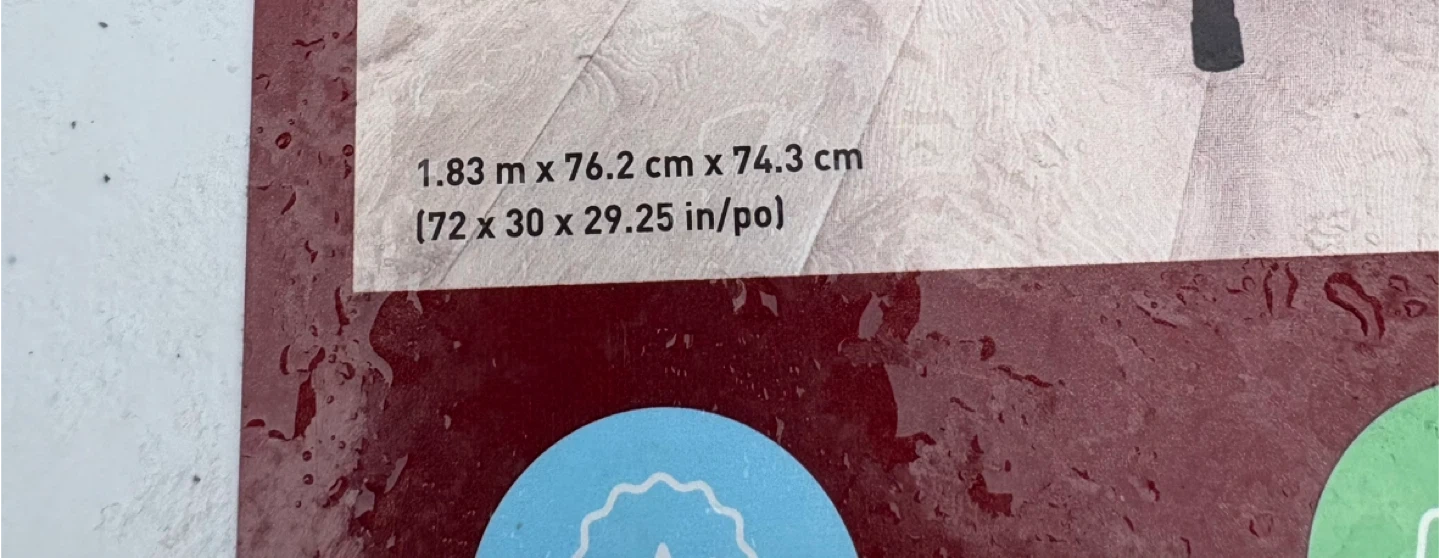 1.83 m x 76.2 cm x 74.3 cm
(72 x 30 x 29.25 in/po)